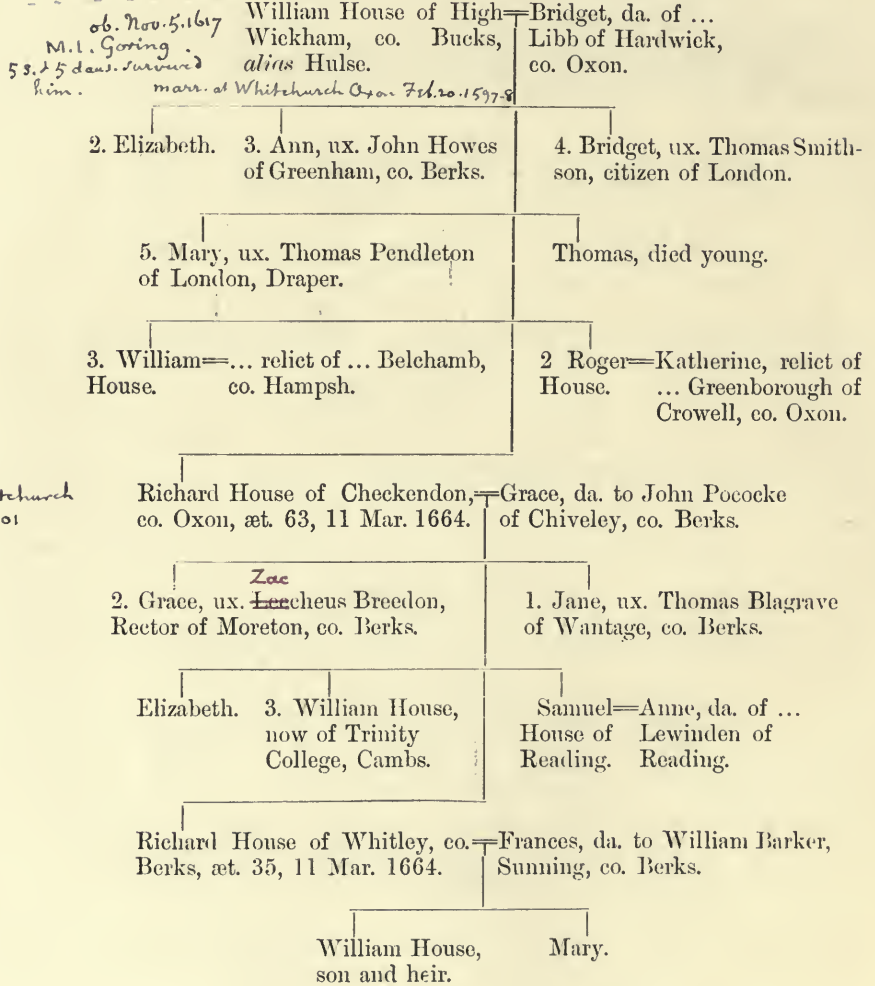 ob. Nov. 5. 1617
M.I. Goring.
5 s. & 5 daus. survived
him.
William House of High=Bridget, da. of ...
Wickham, co. Bucks, Libb of Hardwick,
alias Hulse. co. Oxon.
marr. at Whitchurch Oxon Feb. 20. 1597-8
2. Elizabeth. 3. Ann, ux. John Howes 4. Bridget, ux. Thomas Smith-
of Greenham, co. Berks. son, citizen of London.
5. Mary, ux. Thomas Pendleton Thomas, died young.
of London, Draper.
3. William=... relict of ... Belchamb, 2 Roger=Katherine, relict of
House. co. Hampsh. House. ... Greenborough of
Crowell, co. Oxon.
tchurch
01
Richard House of Checkendon,=Grace, da. to John Pococke
co. Oxon, æt. 63, 11 Mar. 1664. of Chiveley, co. Berks.
Zac
2. Grace, ux. Leecheus Breedon, 1. Jane, ux. Thomas Blagrave
Rector of Moreton, co. Berks. of Wantage, co. Berks.
Elizabeth. 3. William House, Samuel=Anne, da. of ...
now of Trinity House of Lewinden of
College, Cambs. Reading. Reading.
Richard House of Whitley, co.=Frances, da. to William Barker,
Berks, æt. 35, 11 Mar. 1664. Sunning, co. Berks.
William House, Mary.
son and heir.